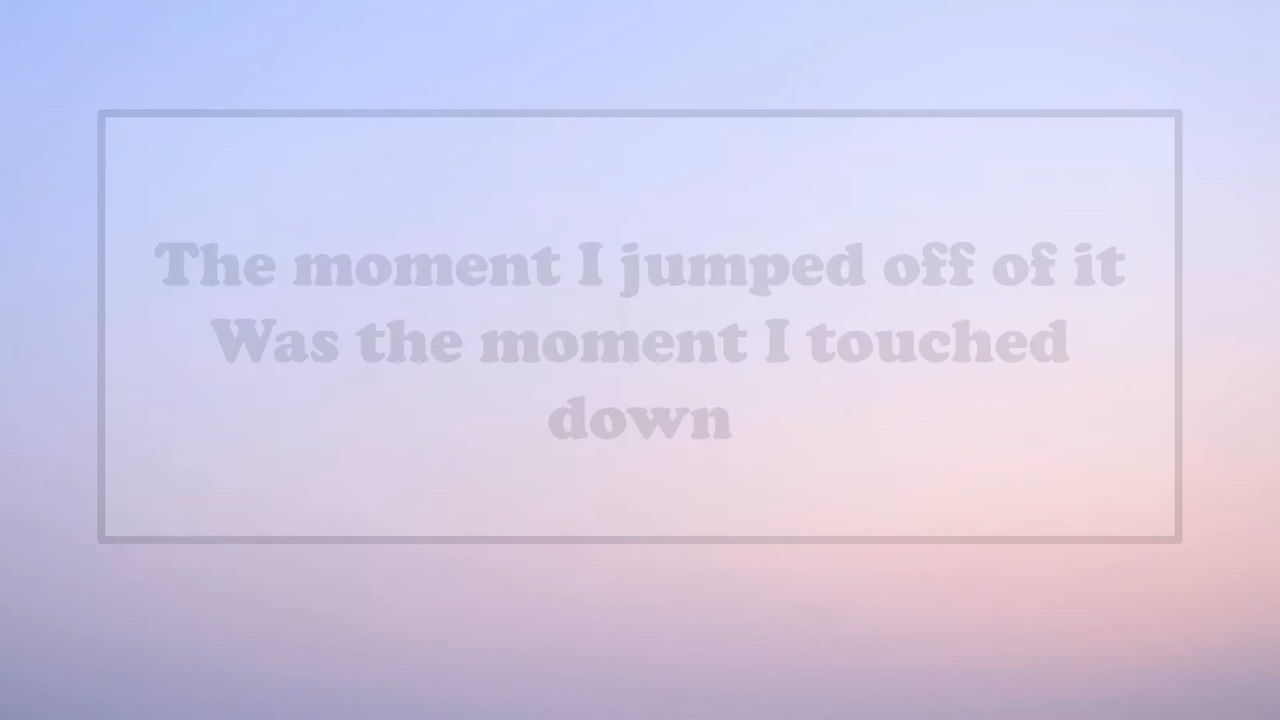 The moment I jumped off of it
Was the moment I touched
down